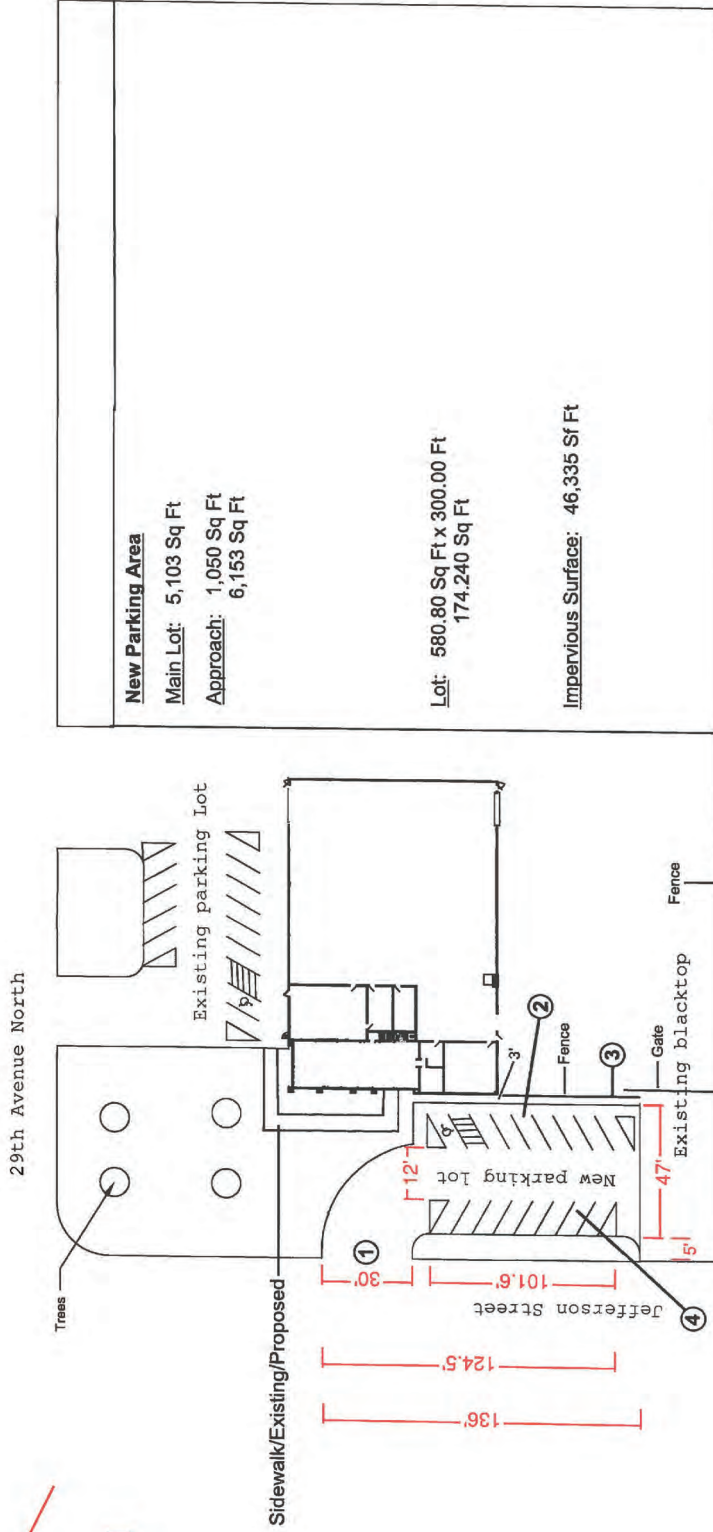 29th Avenue North
Trees
Existing parking Lot
Sidewalk/Existing/Proposed
New Parking Area
Main Lot: 5,103 Sq Ft
Approach: 1,050 Sq Ft
6,153 Sq Ft
Lot: 580.80 Sq Ft x 300.00 Ft
174.240 Sq Ft
Impervious Surface: 46,335 Sf Ft
1
30'
12'
New parking lot
3'
2
Fence
3
Gate
Existing blacktop
Fence
101.6'
47'
5'
Jefferson Street
4
124.5'
136'